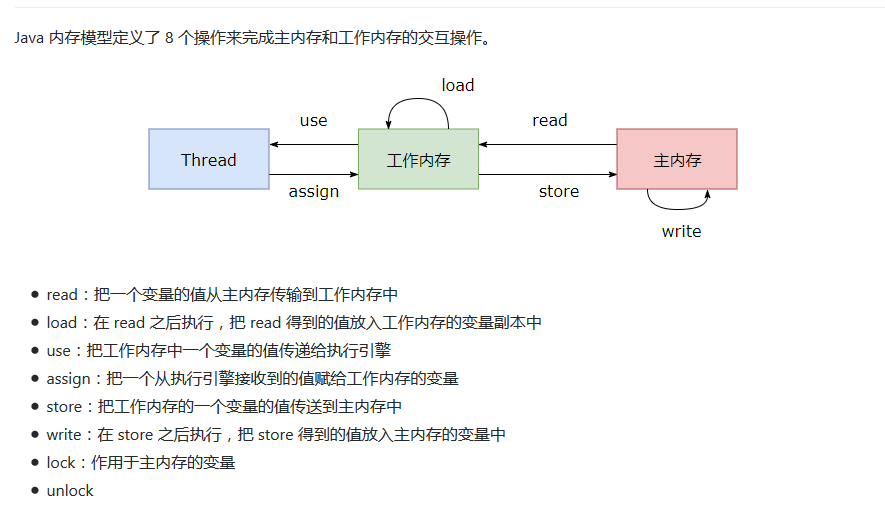 Java 内存模型定义了 8 个操作来完成主内存和工作内存的交互操作。
load
use
read
Thread
工作内存
主内存
assign
store
write
● read：把一个变量的值从主内存传输到工作内存中
● load：在 read 之后执行，把 read 得到的值放入工作内存的变量副本中
● use：把工作内存中一个变量的值传递给执行引擎
● assign：把一个从执行引擎接收到的值赋给工作内存的变量
● store：把工作内存的一个变量的值传送到主内存中
● write：在 store 之后执行，把 store 得到的值放入主内存的变量中
● lock：作用于主内存的变量
● unlock